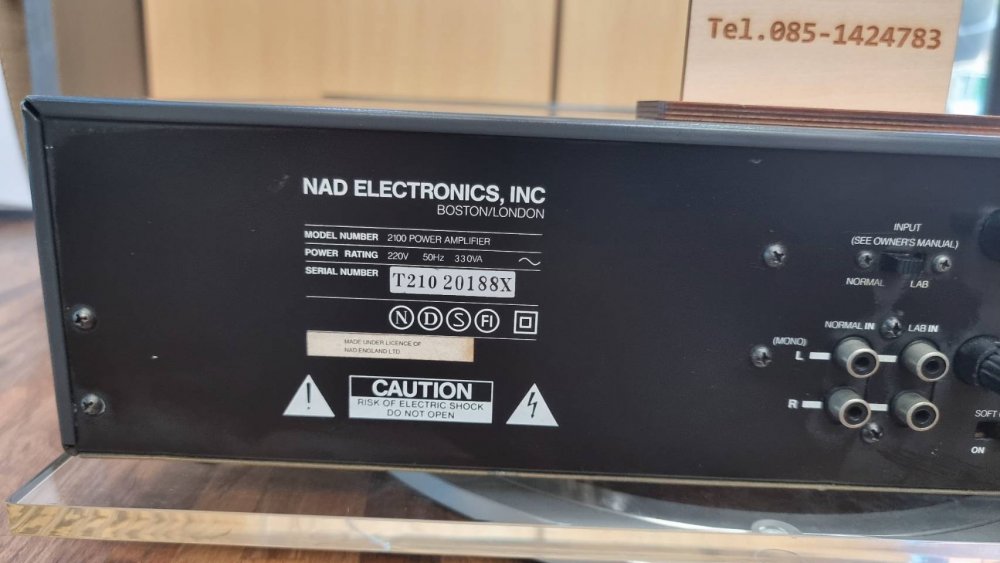 Tel.085-1424783
NAD ELECTRONICS, INC
BOSTON/LONDON
MODEL NUMBER 2100 POWER AMPLIFIER
POWER RATING 220V 50Hz 330VA
SERIAL NUMBER T210 20188X
N D S FI
MADE UNDER LICENCE OF
NAD ENGLAND LTD
CAUTION
RISK OF ELECTRIC SHOCK
DO NOT OPEN
INPUT
(SEE OWNER'S MANUAL)
NORMAL LAB
NORMAL IN LAB IN
(MONO)
L
R
SOFT
ON